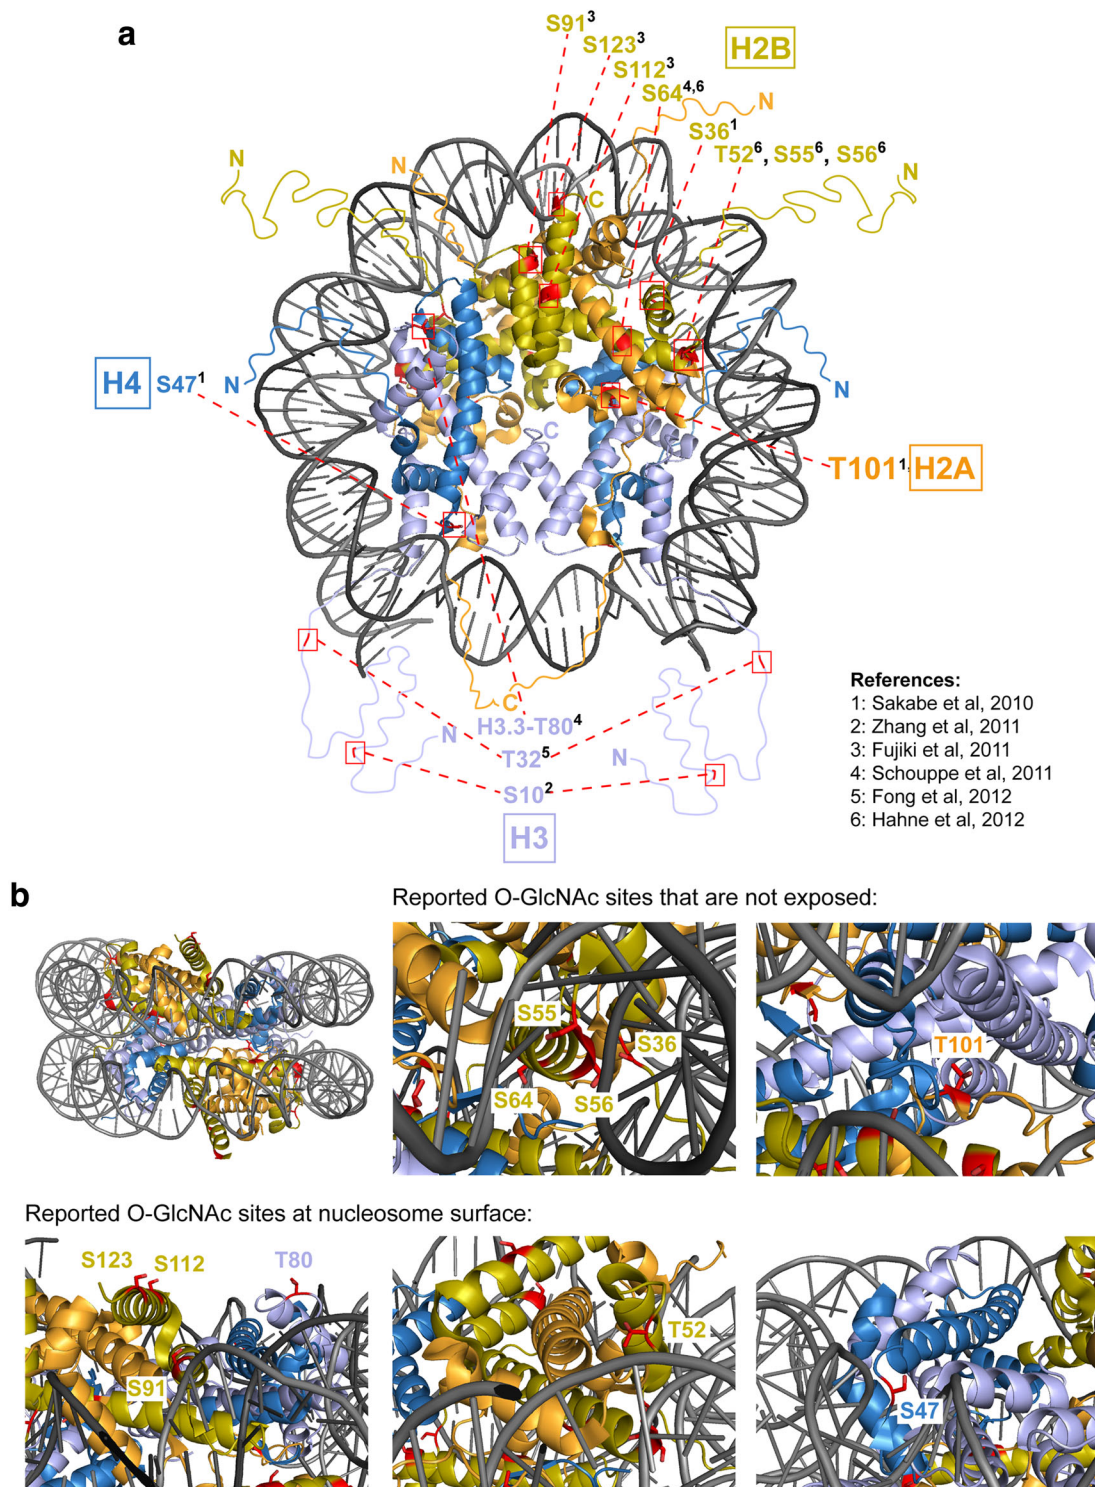 a
S91³
S123³
S112³
H2B
S64⁴,⁶
N
S36¹
T52⁶, S55⁶, S56⁶
N
N
N
C
H4 S47¹
N
N
C
T101¹, H2A
References:
1: Sakabe et al, 2010
2: Zhang et al, 2011
3: Fujiki et al, 2011
4: Schouppe et al, 2011
5: Fong et al, 2012
6: Hahne et al, 2012
C
H3.3-T80⁴
N
T32⁵
N
S10²
H3
b
Reported O-GlcNAc sites that are not exposed:
S55
S36
S64
S56
T101
Reported O-GlcNAc sites at nucleosome surface:
S123
S112
T80
S91
T52
S47